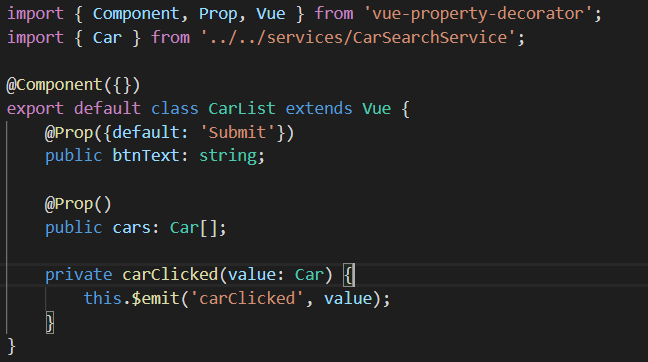 import { Component, Prop, Vue } from 'vue-property-decorator';
import { Car } from '../../services/CarSearchService';
@Component({})
export default class CarList extends Vue {
@Prop({default: 'Submit'})
public btnText: string;
@Prop()
public cars: Car[];
private carClicked(value: Car) {
this.$emit('carClicked', value);
}
}